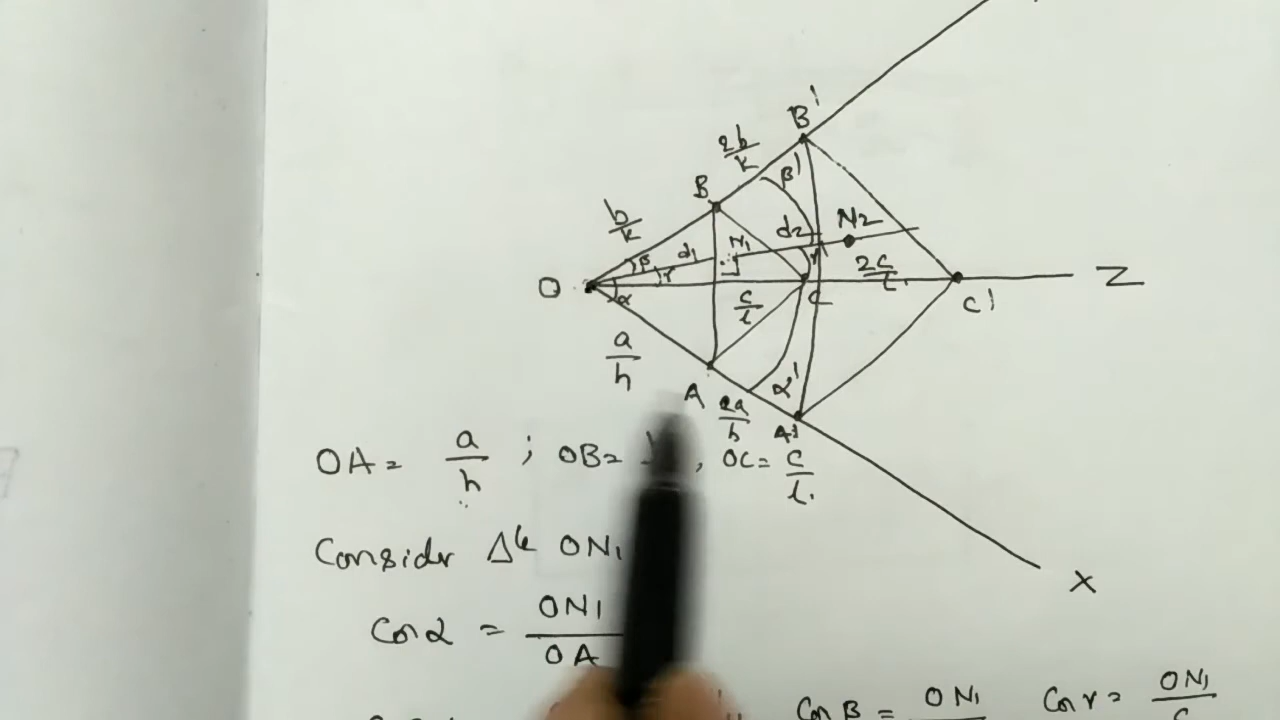 B'
2b/k
β'
B
N2
b/k
d2
N1
d1
β
r
r
2c/l
Z
O
α
C
C'
c/l
a/h
α'
A
2a/h
A'
OA = a/h ; OB = , OC = c/l.
X
Consider Δle ON1
Cos α = ON1/OA
Cos B = ON1 Cos r = ON1